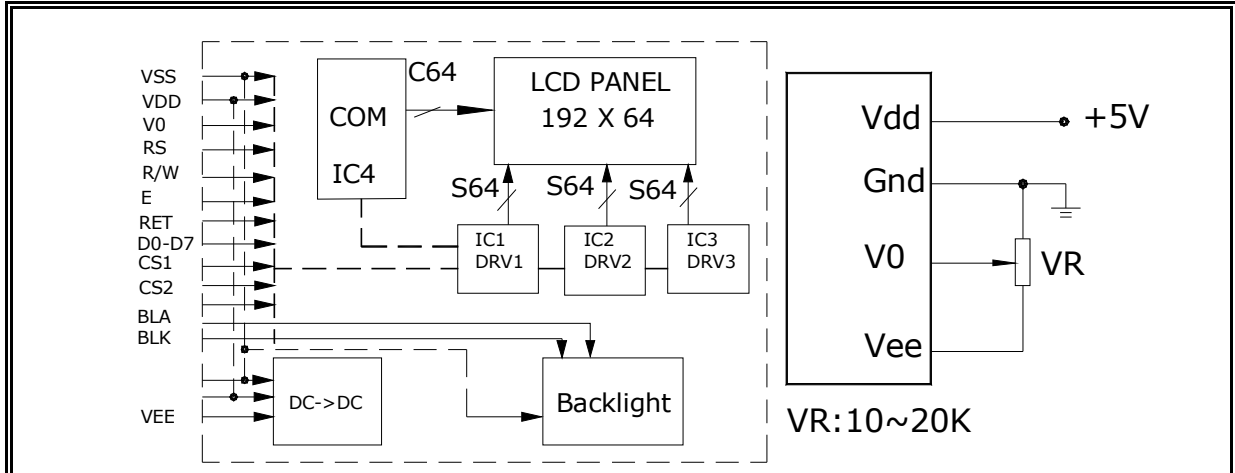 VSS
VDD
V0
RS
R/W
E
RET
D0-D7
CS1
CS2
BLA
BLK
VEE
COM
IC4
C64
LCD PANEL
192 X 64
S64
S64
S64
IC1
DRV1
IC2
DRV2
IC3
DRV3
DC->DC
Backlight
Vdd
+5V
Gnd
V0
VR
Vee
VR:10~20K